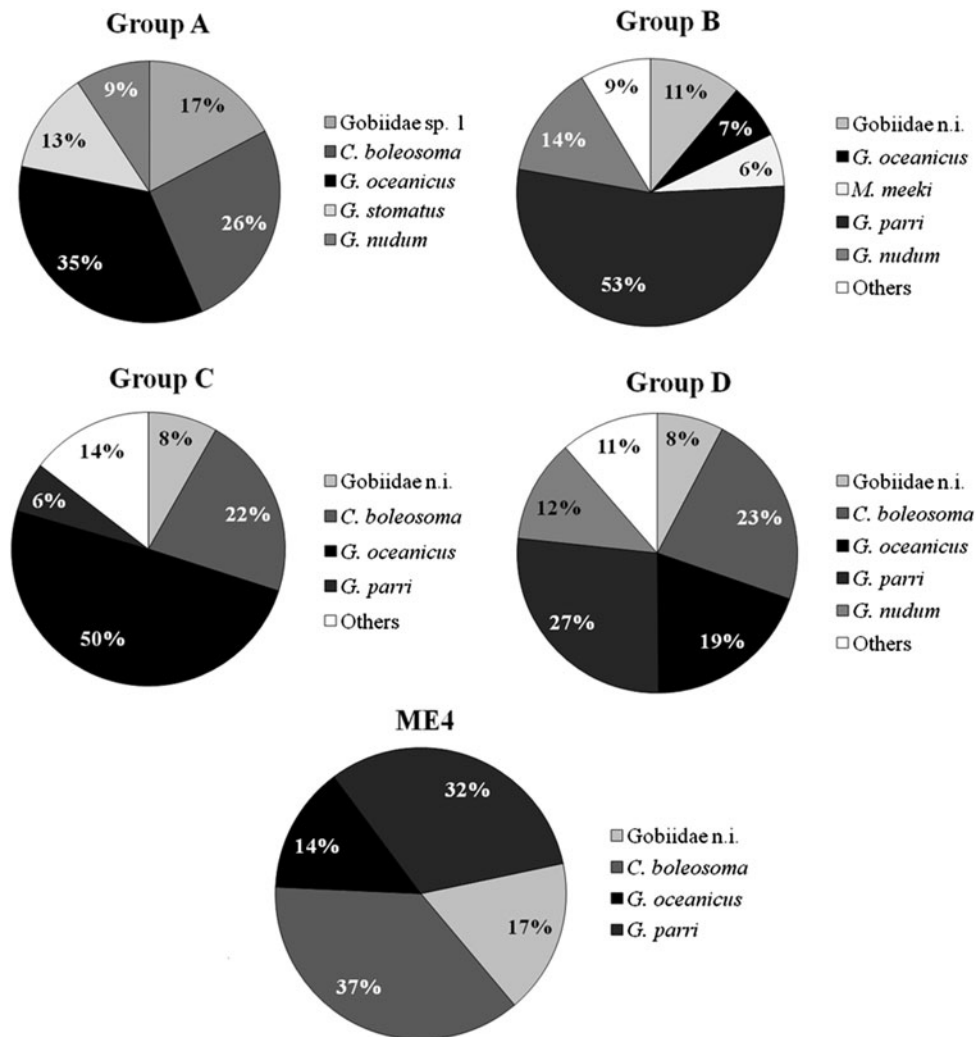 Group A
9%
17%
13%
26%
35%
Gobiidae sp. 1
C. boleosoma
G. oceanicus
G. stomatus
G. nudum
Group B
9%
11%
7%
14%
6%
53%
Gobiidae n.i.
G. oceanicus
M. meeki
G. parri
G. nudum
Others
Group C
14%
8%
6%
22%
50%
Gobiidae n.i.
C. boleosoma
G. oceanicus
G. parri
Others
Group D
11%
8%
12%
23%
27%
19%
Gobiidae n.i.
C. boleosoma
G. oceanicus
G. parri
G. nudum
Others
ME4
32%
14%
17%
37%
Gobiidae n.i.
C. boleosoma
G. oceanicus
G. parri